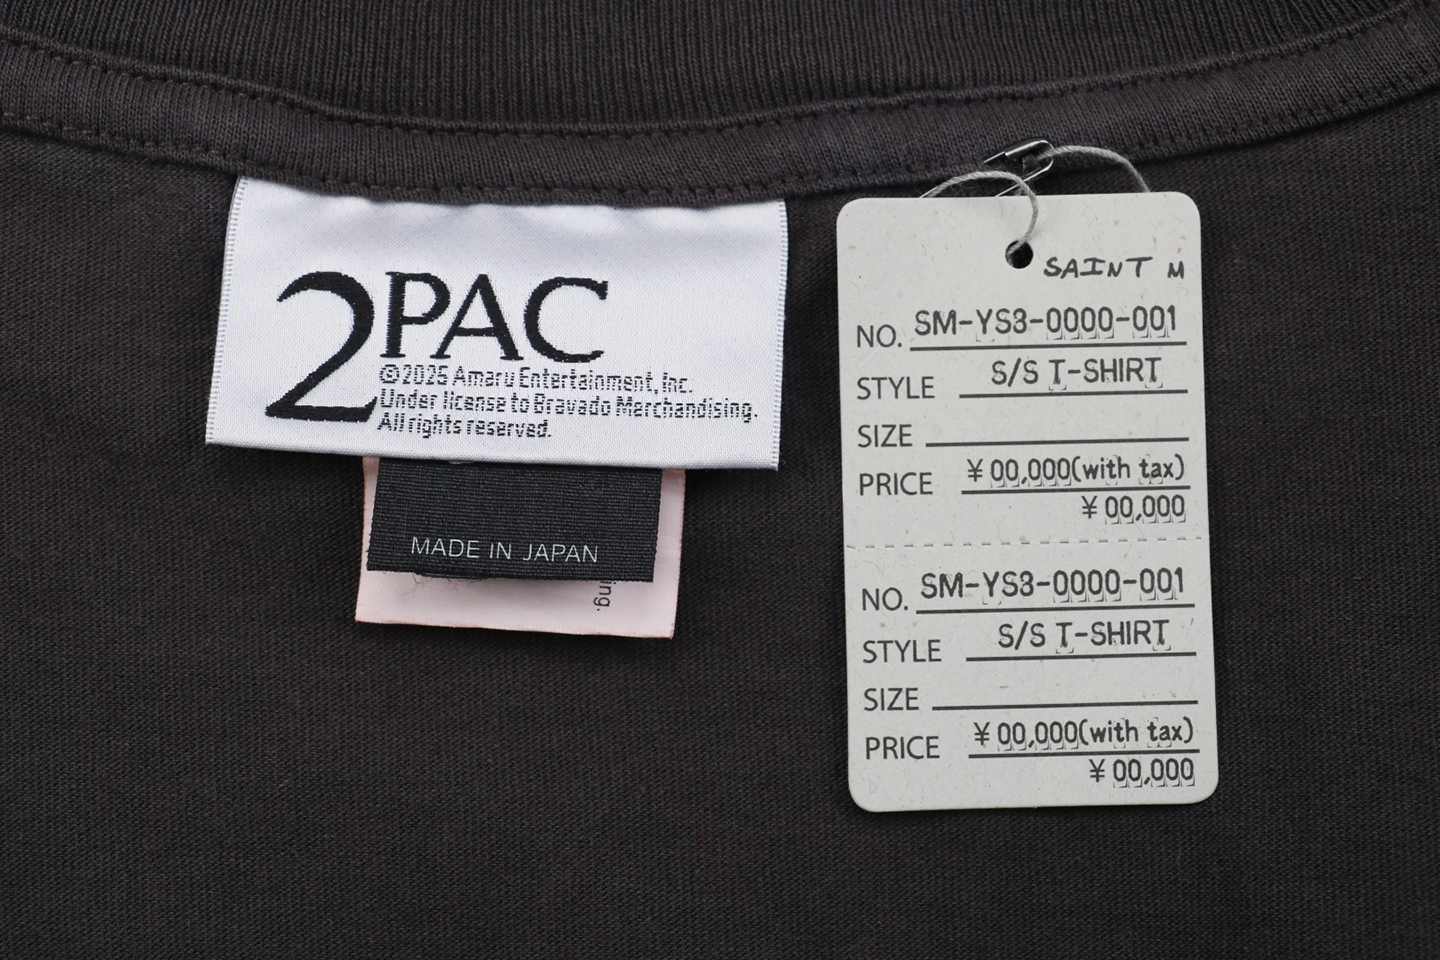 2PAC
©2025 Amaru Entertainment, Inc.
Under license to Bravado Merchandising.
All rights reserved.
MADE IN JAPAN
ing.
SAINT M
NO. SM-YS3-0000-001
STYLE S/S T-SHIRT
SIZE
PRICE ¥00,000(with tax)
¥00,000
NO. SM-YS3-0000-001
STYLE S/S T-SHIRT
SIZE
PRICE ¥00,000(with tax)
¥00,000